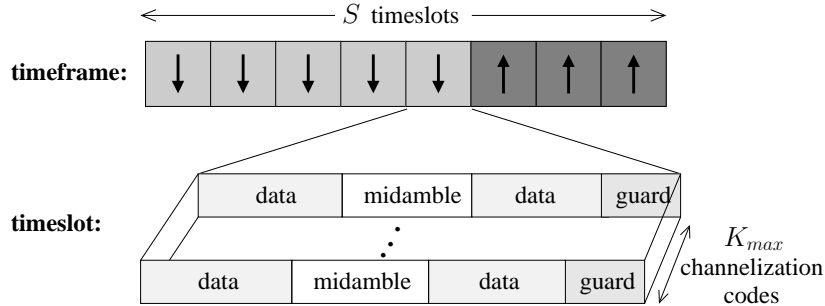 S timeslots
timeframe:
data midamble data guard
timeslot:
data midamble data guard
K_max
channelization
codes